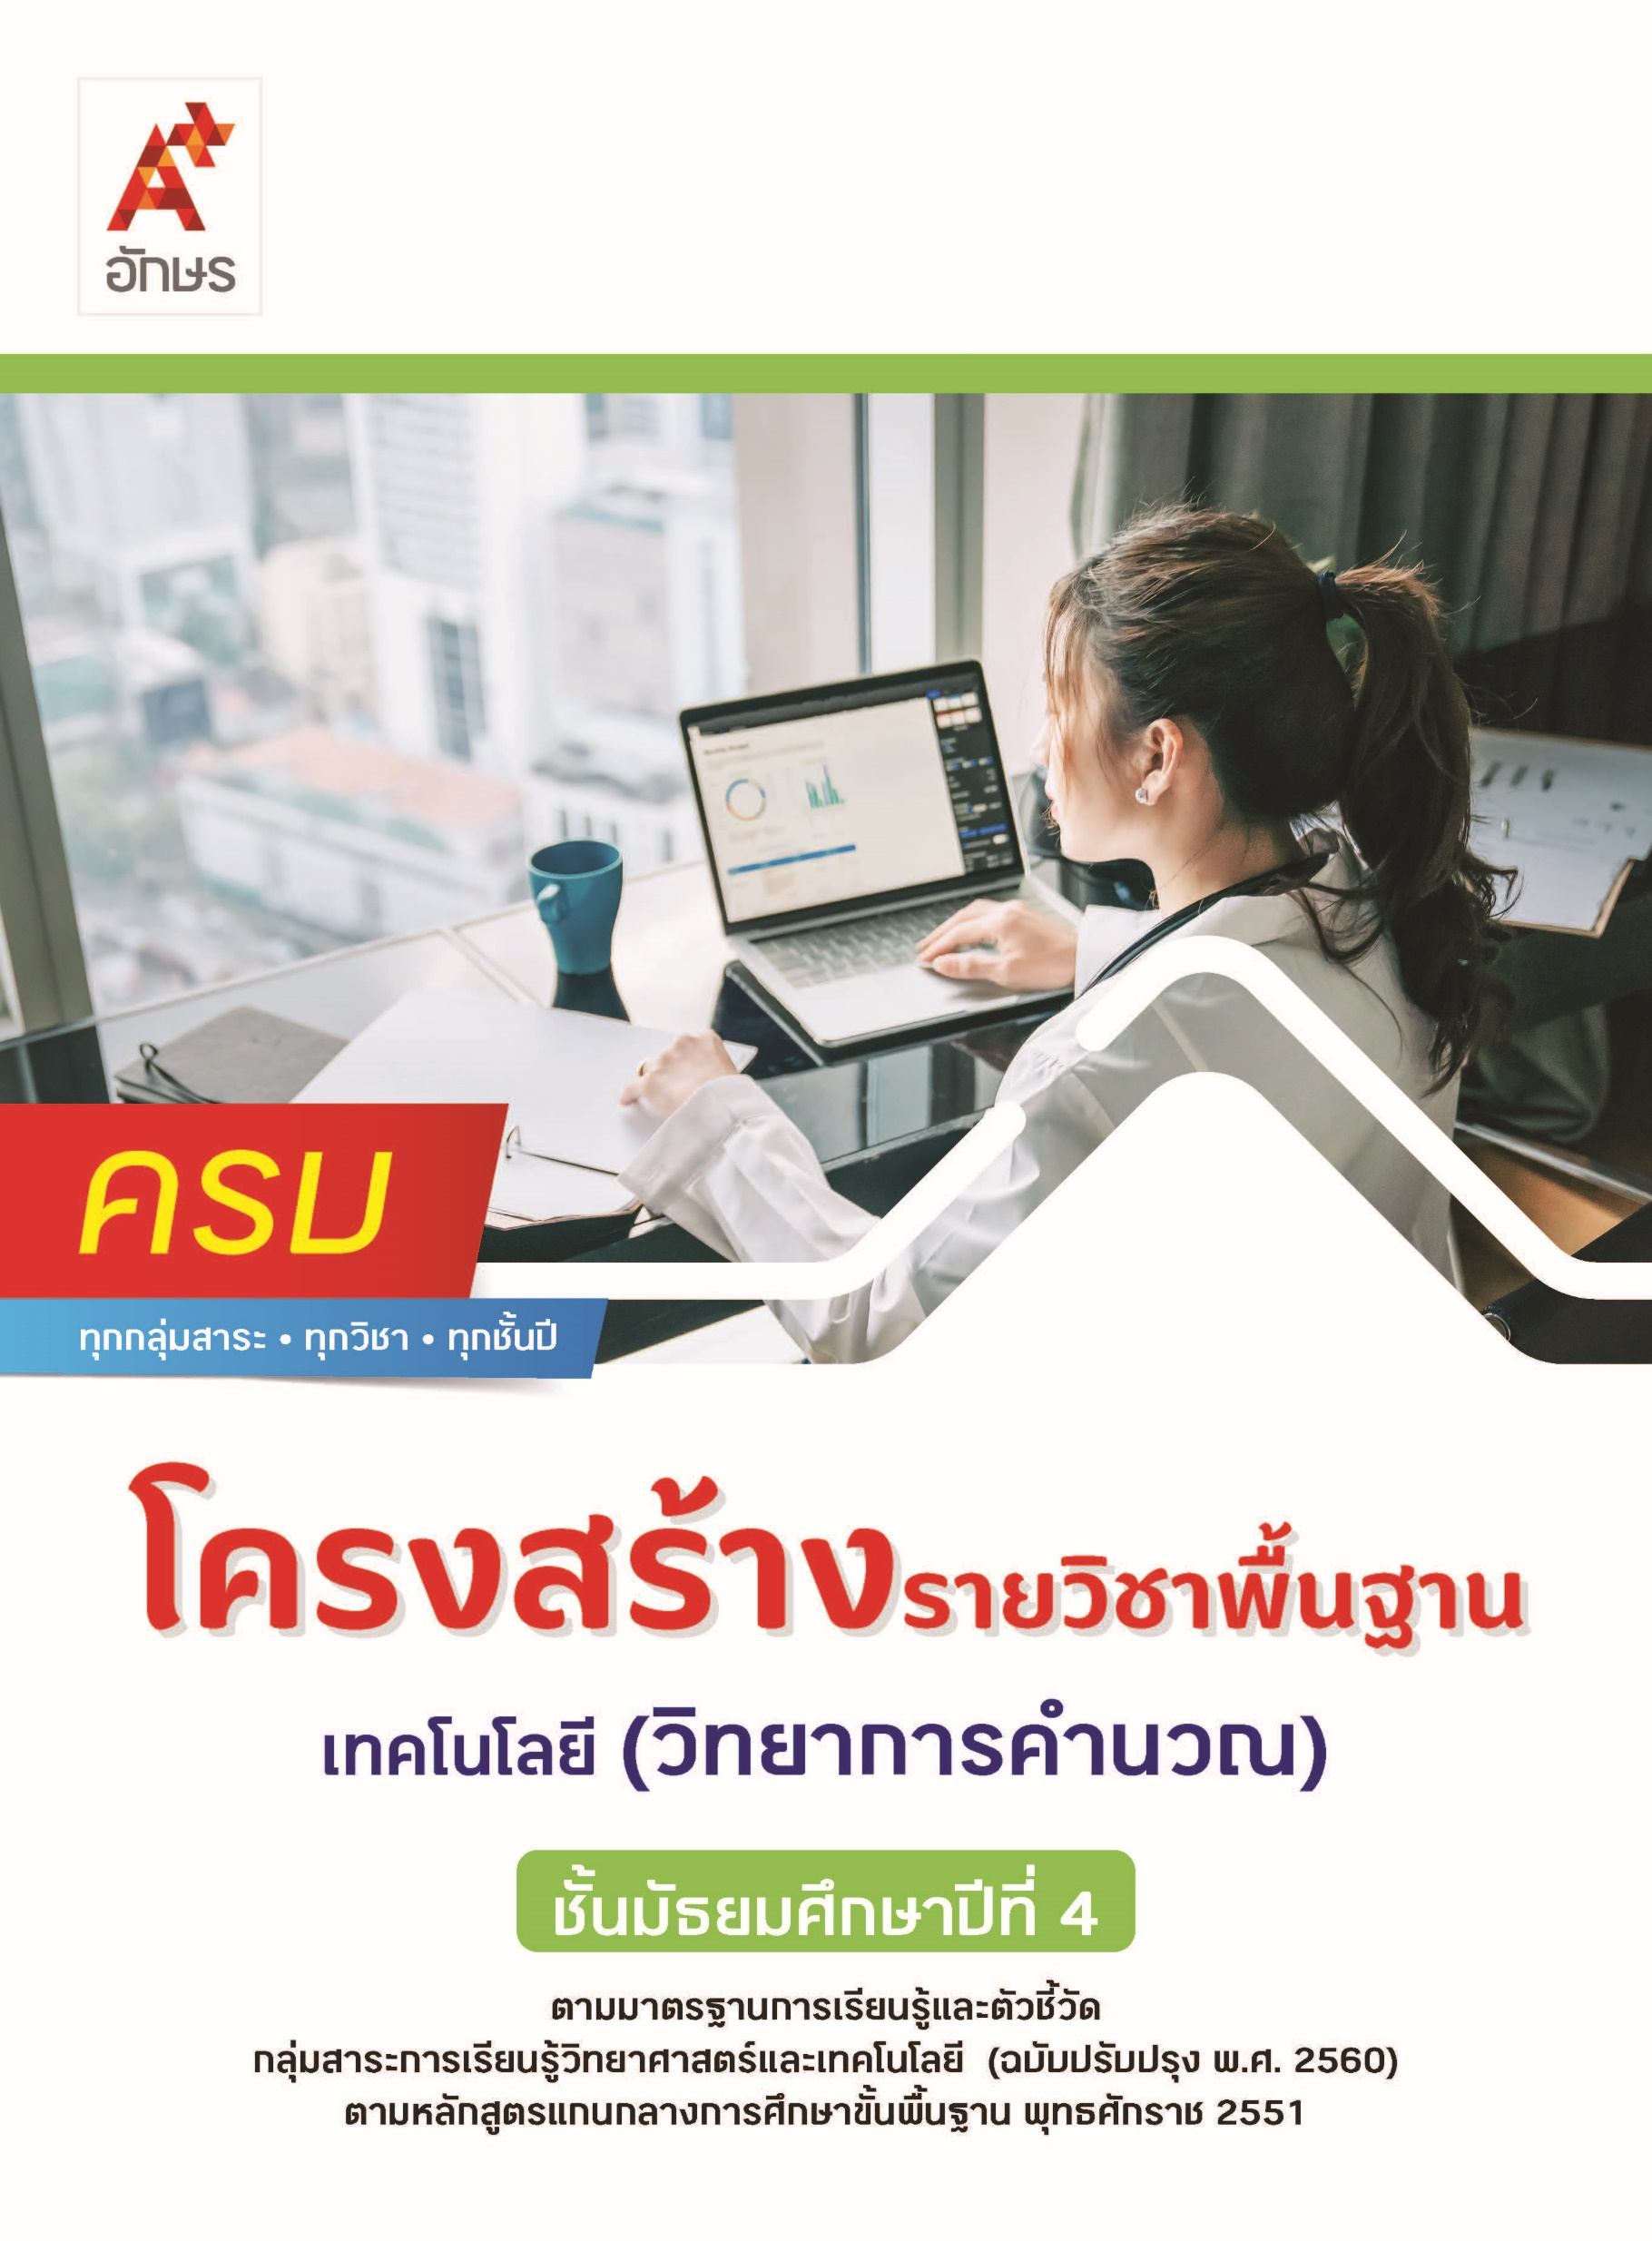 อักษร
ครบ
ทุกกลุ่มสาระ • ทุกวิชา • ทุกชั้นปี
โครงสร้างรายวิชาพื้นฐาน
เทคโนโลยี (วิทยาการคำนวณ)
ชั้นมัธยมศึกษาปีที่ 4
ตามมาตรฐานการเรียนรู้และตัวชี้วัด
กลุ่มสาระการเรียนรู้วิทยาศาสตร์และเทคโนโลยี (ฉบับปรับปรุง พ.ศ. 2560)
ตามหลักสูตรแกนกลางการศึกษาขั้นพื้นฐาน พุทธศักราช 2551